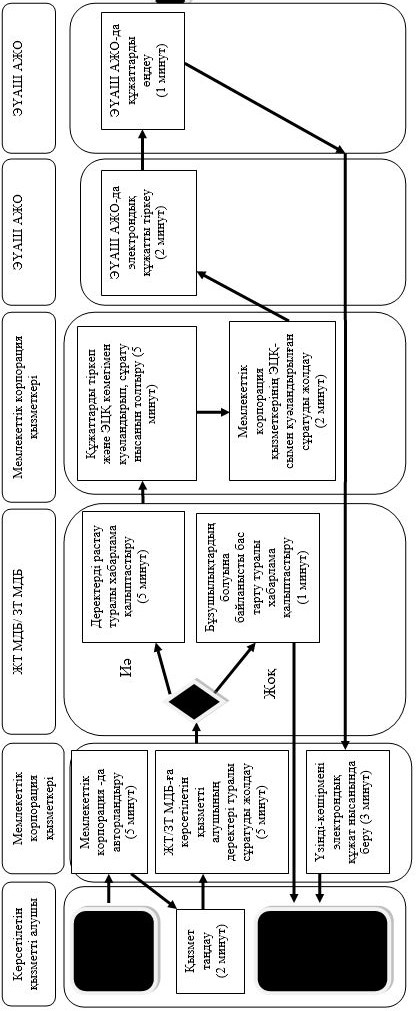 Көрсетілетін
қызметті алушы
Мемлекеттік
корпорация
қызметкері
ЖТ МДБ/ ЗТ МДБ
Мемлекеттік корпорация
қызметкері
ЭҮАШ АЖО
ЭҮАШ АЖО
Қызмет
таңдау
(2 минут)
Мемлекеттік
корпорация -да
авторландыру
(5 минут)
ЖТ/ЗТ МДБ-ға
көрсетілетін
қызметті
алушының
деректері туралы
сұратуды жолдау
(5 минут)
Үзінді-көшірмені
электрондық
құжат нысанында
беру (3 минут)
Иә
Жоқ
Деректерді растау
туралы хабарлама
қалыптастыру
(5 минут)
Бұзушылықтардың
болуына
байланысты бас
тарту туралы
хабарлама
қалыптастыру
(1 минут)
Құжаттарды тіркеп
және ЭЦҚ көмегімен
куәландырып, сұрату
нысанын толтыру (5
минут)
Мемлекеттік
корпорация
қызметкерінің ЭЦҚ-
сымен куәландырылған
сұратуды жолдау
(2 минут)
ЭҮАШ АЖО-да
электрондық
құжатты тіркеу
(2 минут)
ЭҮАШ АЖО-да
құжаттарды
өңдеу
(1 минут)